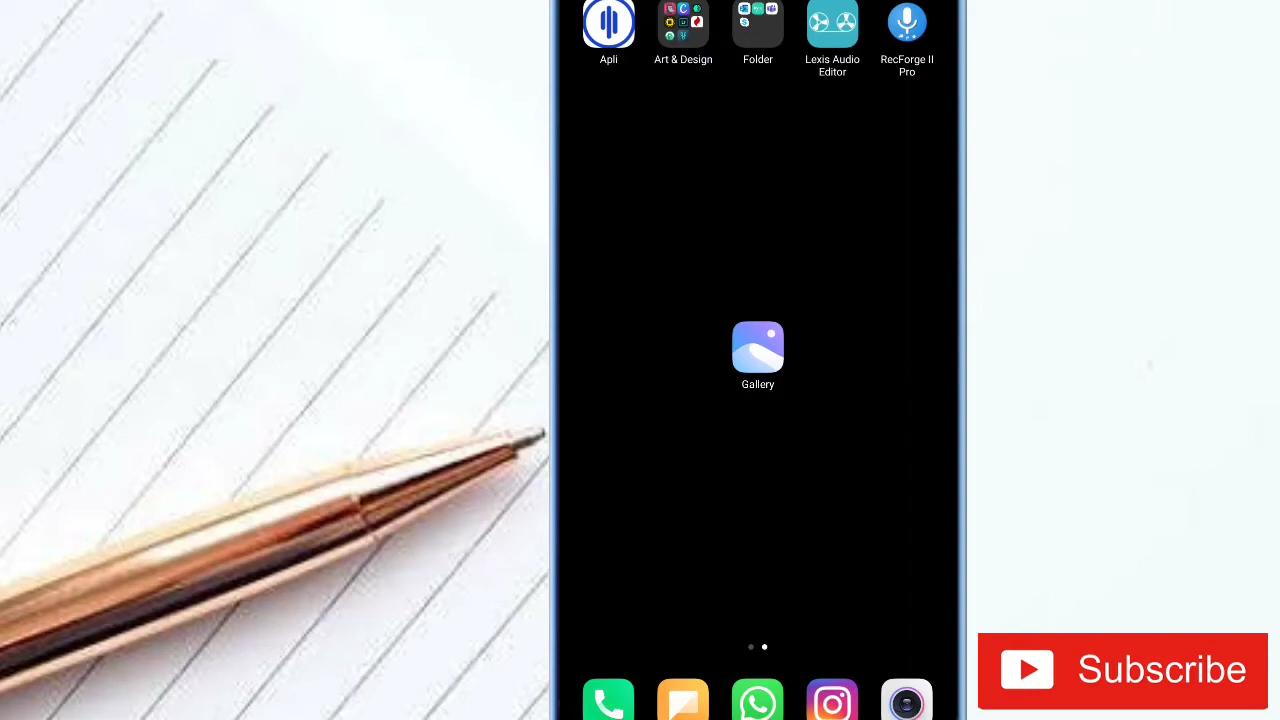 Apli
Art & Design
Folder
Lexis Audio
Editor
RecForge II
Pro
Gallery
Subscribe